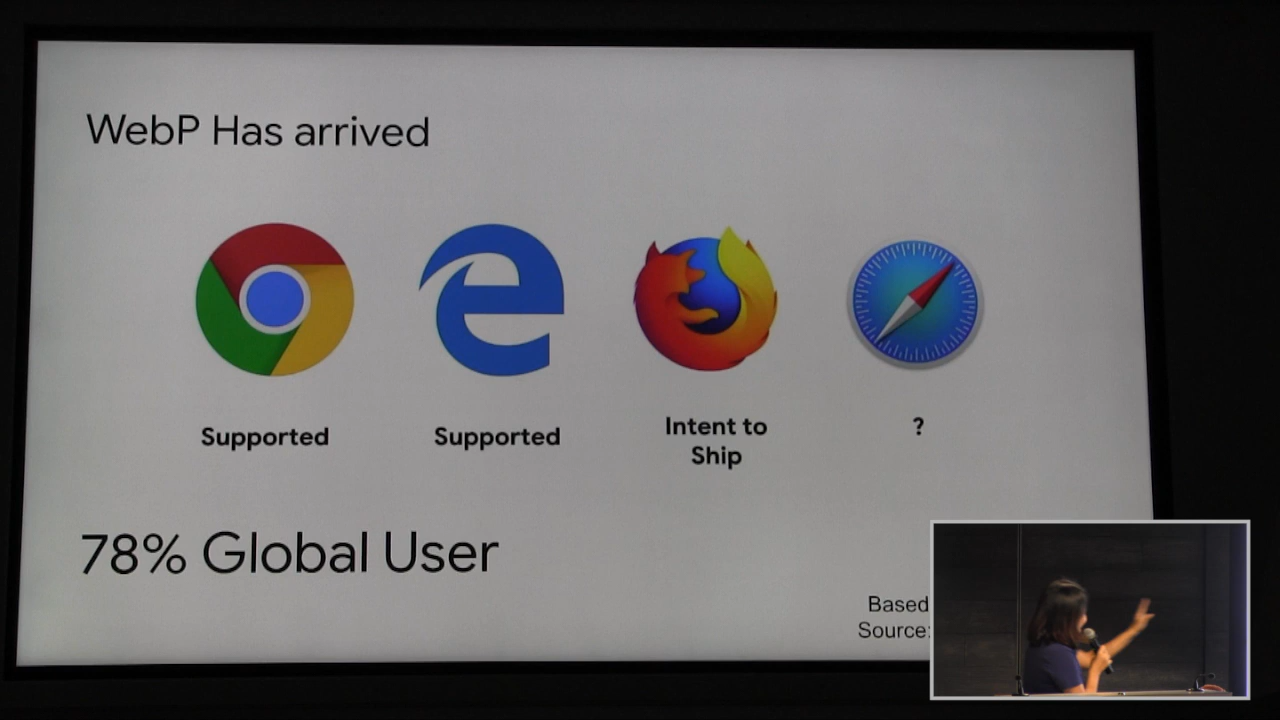 WebP Has arrived
Supported
Supported
Intent to
Ship
?
78% Global User
Based
Source: